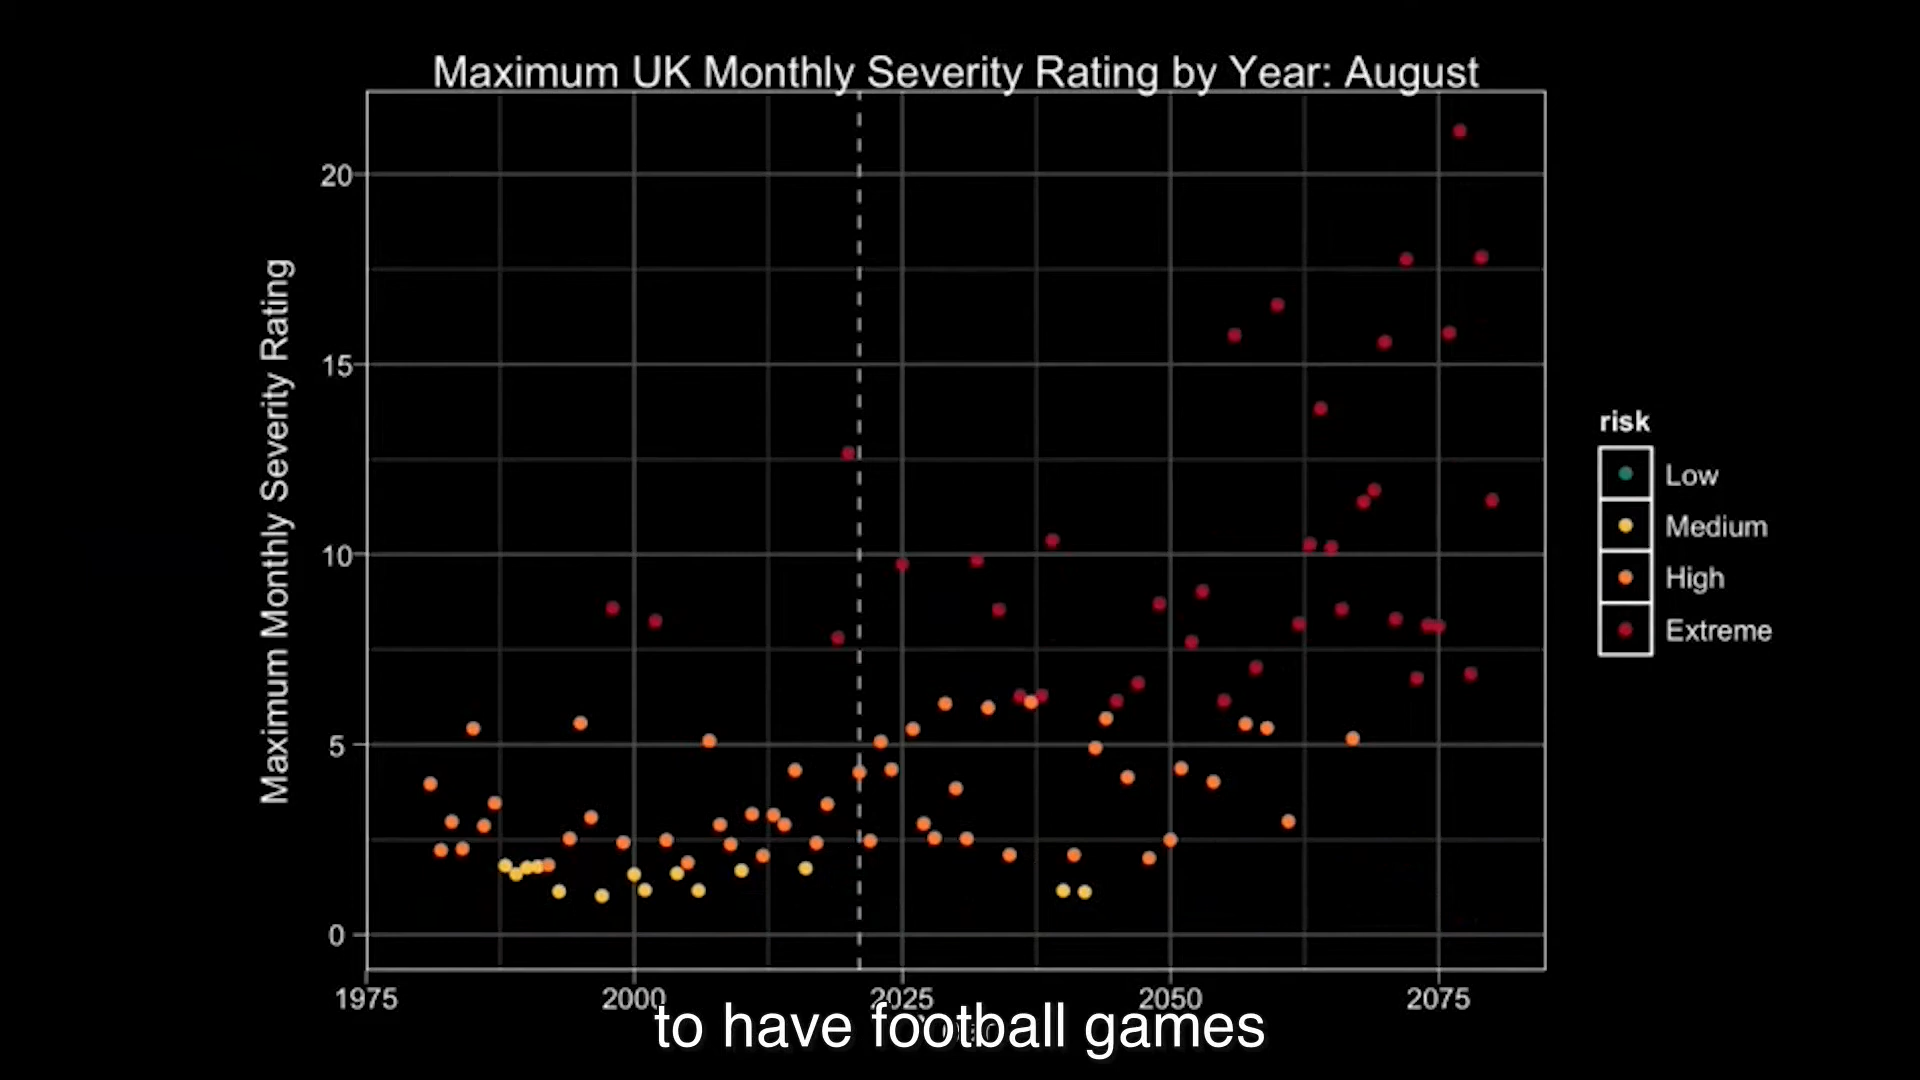 Maximum UK Monthly Severity Rating by Year: August
Maximum Monthly Severity Rating
20
15
10
5
0
1975
2000
2025
2050
2075
risk
Low
Medium
High
Extreme
to have football games